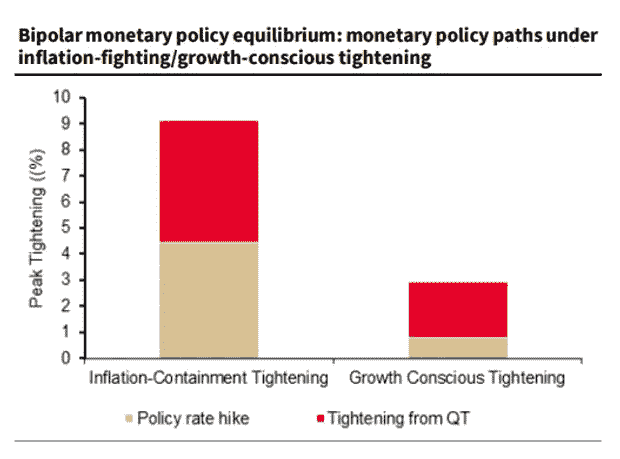 Bipolar monetary policy equilibrium: monetary policy paths under
inflation-fighting/growth-conscious tightening
10
9
8
7
6
5
4
3
2
1
0
Peak Tightening ((%)
Inflation-Containment Tightening
Growth Conscious Tightening
Policy rate hike
Tightening from QT